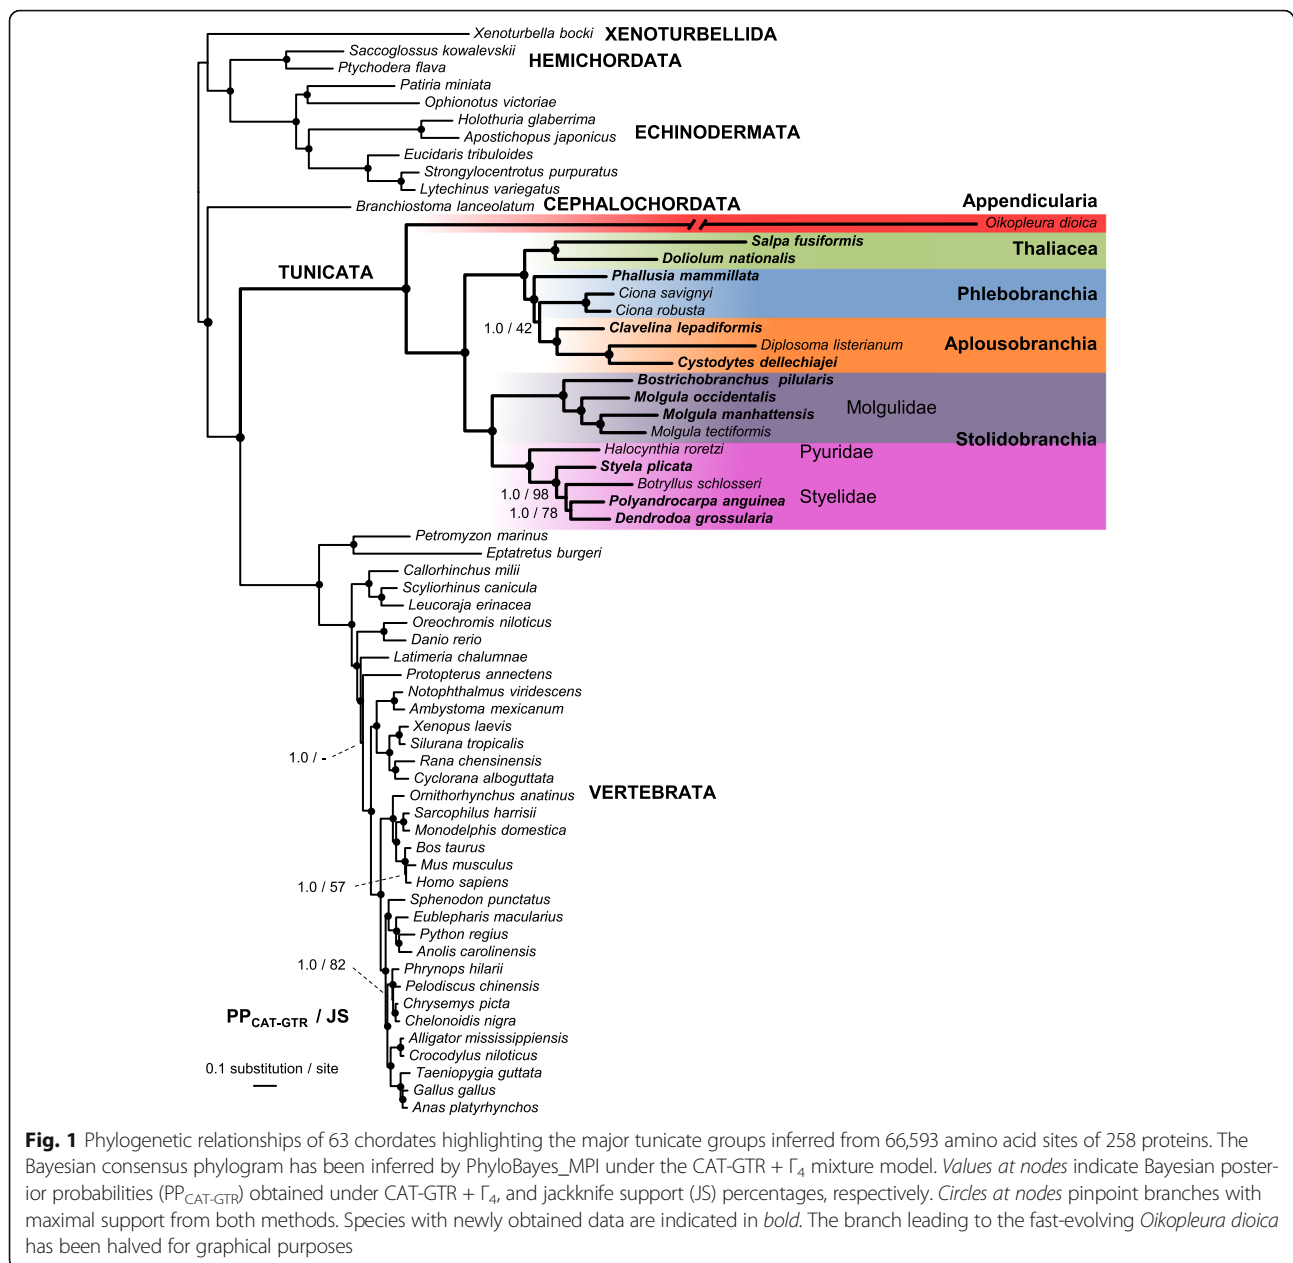 Xenoturbella bocki XENOTURBELLIDA
Saccoglossus kowalevskii
HEMICHORDATA
Ptychodera flava
Patiria miniata
Ophionotus victoriae
Holothuria glaberrima
ECHINODERMATA
Apostichopus japonicus
Eucidaris tribuloides
Strongylocentrotus purpuratus
Lytechinus variegatus
Branchiostoma lanceolatum CEPHALOCHORDATA
Appendicularia
Oikopleura dioica
Salpa fusiformis
Thaliacea
Doliolum nationalis
TUNICATA
Phallusia mammillata
Ciona savignyi
Phlebobranchia
Ciona robusta
1.0 / 42
Clavelina lepadiformis
Diplosoma listerianum
Aplousobranchia
Cystodytes dellechiajei
Bostrichobranchus pilularis
Molgula occidentalis
Molgulidae
Molgula manhattensis
Molgula tectiformis
Stolidobranchia
Halocynthia roretzi
Pyuridae
Styela plicata
Botryllus schlosseri
1.0 / 98
Styelidae
Polyandrocarpa anguinea
1.0 / 78
Dendrodoa grossularia
Petromyzon marinus
Eptatretus burgeri
Callorhinchus milii
Scyliorhinus canicula
Leucoraja erinacea
Oreochromis niloticus
Danio rerio
Latimeria chalumnae
Protopterus annectens
Notophthalmus viridescens
Ambystoma mexicanum
Xenopus laevis
Silurana tropicalis
1.0 / -
Rana chensinensis
Cyclorana alboguttata
VERTEBRATA
Ornithorhynchus anatinus
Sarcophilus harrisii
Monodelphis domestica
Bos taurus
Mus musculus
1.0 / 57
Homo sapiens
Sphenodon punctatus
Eublepharis macularius
Python regius
Anolis carolinensis
1.0 / 82
Phrynops hilarii
Pelodiscus chinensis
Chrysemys picta
PPCAT-GTR / JS
Chelonoidis nigra
Alligator mississippiensis
Crocodylus niloticus
0.1 substitution / site
Taeniopygia guttata
Gallus gallus
Anas platyrhynchos
Fig. 1 Phylogenetic relationships of 63 chordates highlighting the major tunicate groups inferred from 66,593 amino acid sites of 258 proteins. The
Bayesian consensus phylogram has been inferred by PhyloBayes_MPI under the CAT-GTR + Γ4 mixture model. Values at nodes indicate Bayesian poster-
ior probabilities (PPCAT-GTR) obtained under CAT-GTR + Γ4, and jackknife support (JS) percentages, respectively. Circles at nodes pinpoint branches with
maximal support from both methods. Species with newly obtained data are indicated in bold. The branch leading to the fast-evolving Oikopleura dioica
has been halved for graphical purposes